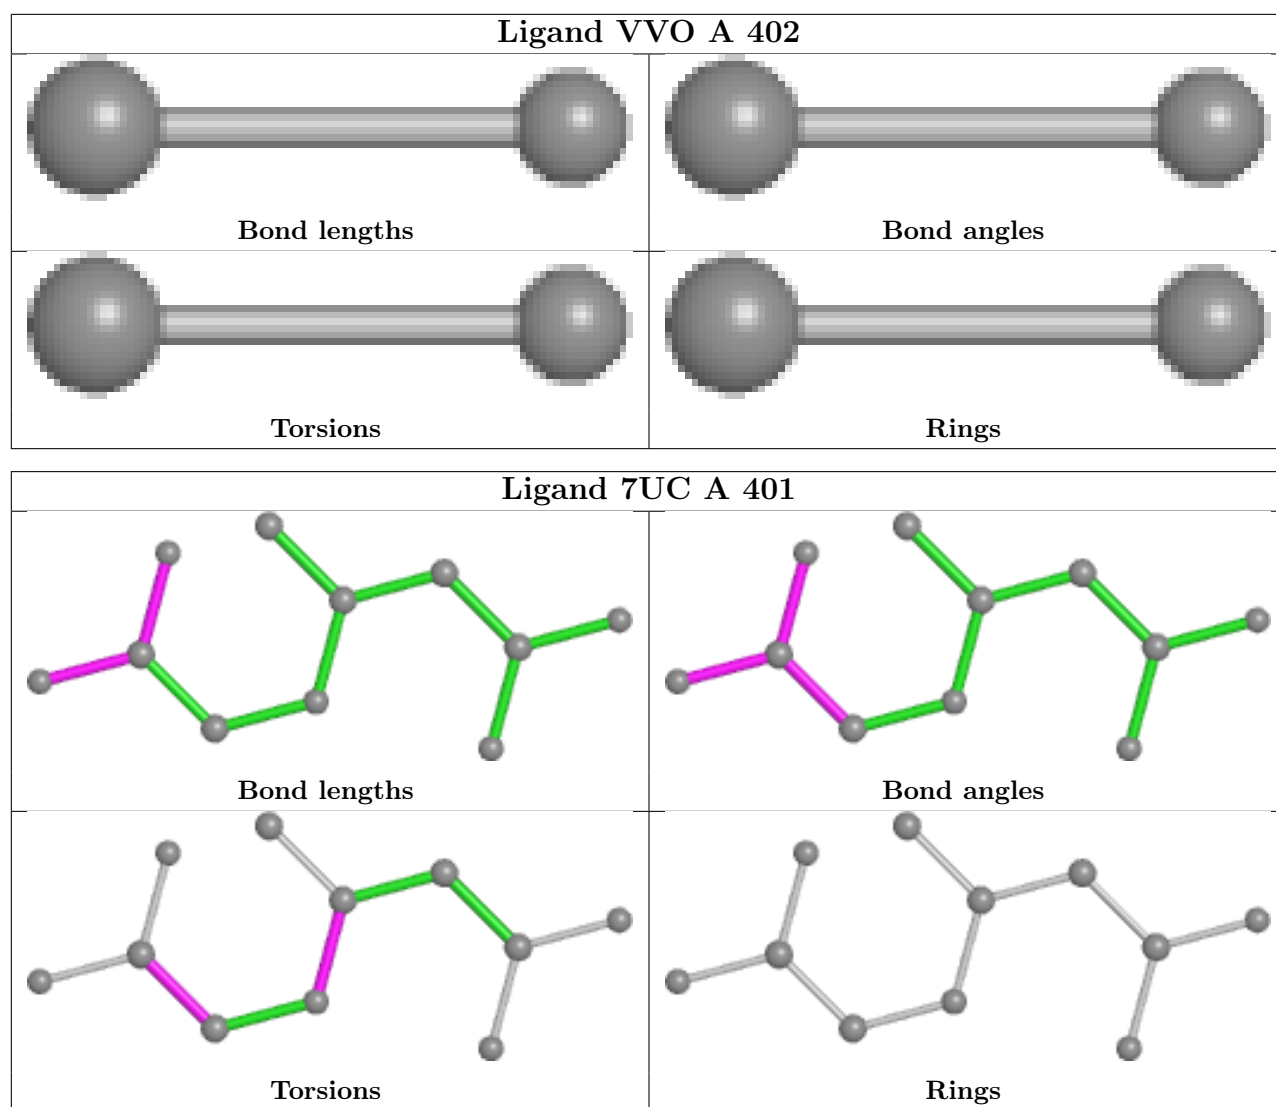 Ligand VVO A 402
Bond lengths
Bond angles
Torsions
Rings
Ligand 7UC A 401
Bond lengths
Bond angles
Torsions
Rings